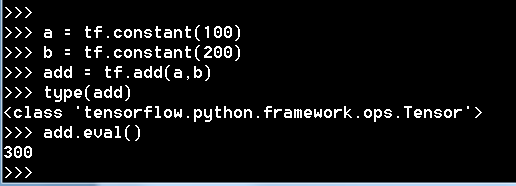 >>>
>>> a = tf.constant(100)
>>> b = tf.constant(200)
>>> add = tf.add(a,b)
>>> type(add)
<class 'tensorflow.python.framework.ops.Tensor'>
>>> add.eval()
300
>>>